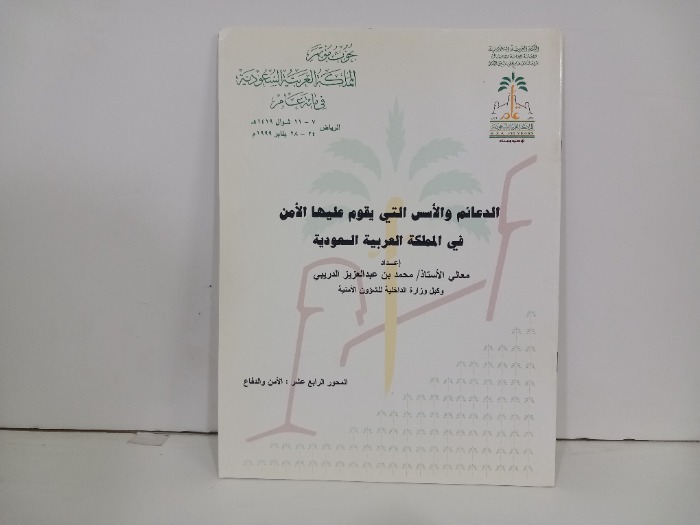 بحوث مؤتمر
المملكة العربية السعودية
في مائة عام
الرياض
٧ - ١١ شوال ١٤١٩هـ
٢٤ - ٢٨ يناير ١٩٩٩م
عام
الدعائم والأسس التي يقوم عليها الأمن
في المملكة العربية السعودية
إعـداد
معالي الأستاذ/ محمد بن عبدالعزيز الدريبي
وكيل وزارة الداخلية للشؤون الأمنية
المحور الرابع عشر : الأمن والدفاع